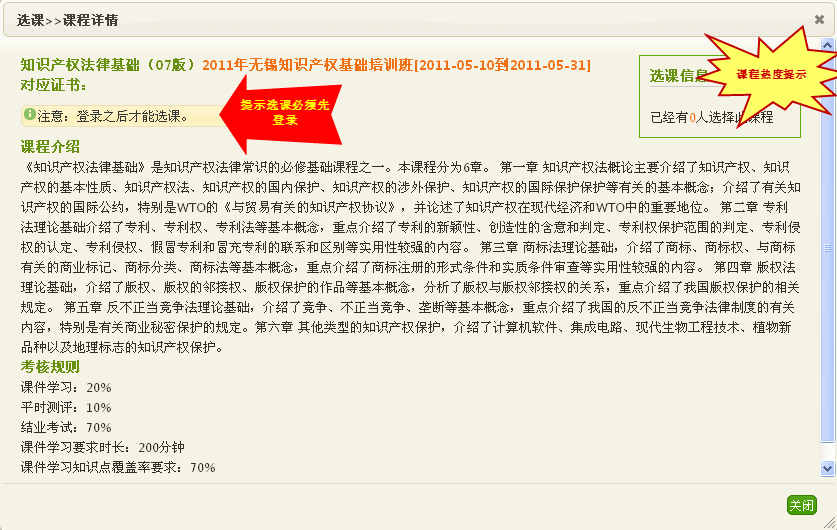 选课>>课程详情
知识产权法律基础（07版）2011年无锡知识产权基础培训班[2011-05-10到2011-05-31]
对应证书：
注意：登录之后才能选课。
提示选课必须先
登录
选课信息
课程热度提示
已经有0人选择此课程
课程介绍
《知识产权法律基础》是知识产权法律常识的必修基础课程之一。本课程分为6章。 第一章 知识产权法概论主要介绍了知识产权、知识
产权的基本性质、知识产权法、知识产权的国内保护、知识产权的涉外保护、知识产权的国际保护保护等有关的基本概念；介绍了有关知
识产权的国际公约，特别是WTO的《与贸易有关的知识产权协议》，并论述了知识产权在现代经济和WTO中的重要地位。 第二章 专利
法理论基础介绍了专利、专利权、专利法等基本概念，重点介绍了专利的新颖性、创造性的含意和判定、专利权保护范围的判定、专利侵
权的认定、专利侵权、假冒专利和冒充专利的联系和区别等实用性较强的内容。 第三章 商标法理论基础，介绍了商标、商标权、与商标
有关的商业标记、商标分类、商标法等基本概念，重点介绍了商标注册的形式条件和实质条件审查等实用性较强的内容。 第四章 版权法
理论基础，介绍了版权、版权的邻接权、版权保护的作品等基本概念，分析了版权与版权邻接权的关系，重点介绍了我国版权保护的相关
规定。 第五章 反不正当竞争法理论基础，介绍了竞争、不正当竞争、垄断等基本概念，重点介绍了我国的反不正当竞争法律制度的有关
内容，特别是有关商业秘密保护的规定。第六章 其他类型的知识产权保护，介绍了计算机软件、集成电路、现代生物工程技术、植物新
品种以及地理标志的知识产权保护。
考核规则
课件学习：20%
平时测评：10%
结业考试：70%
课件学习要求时长：200分钟
课件学习知识点覆盖率要求：70%
关闭